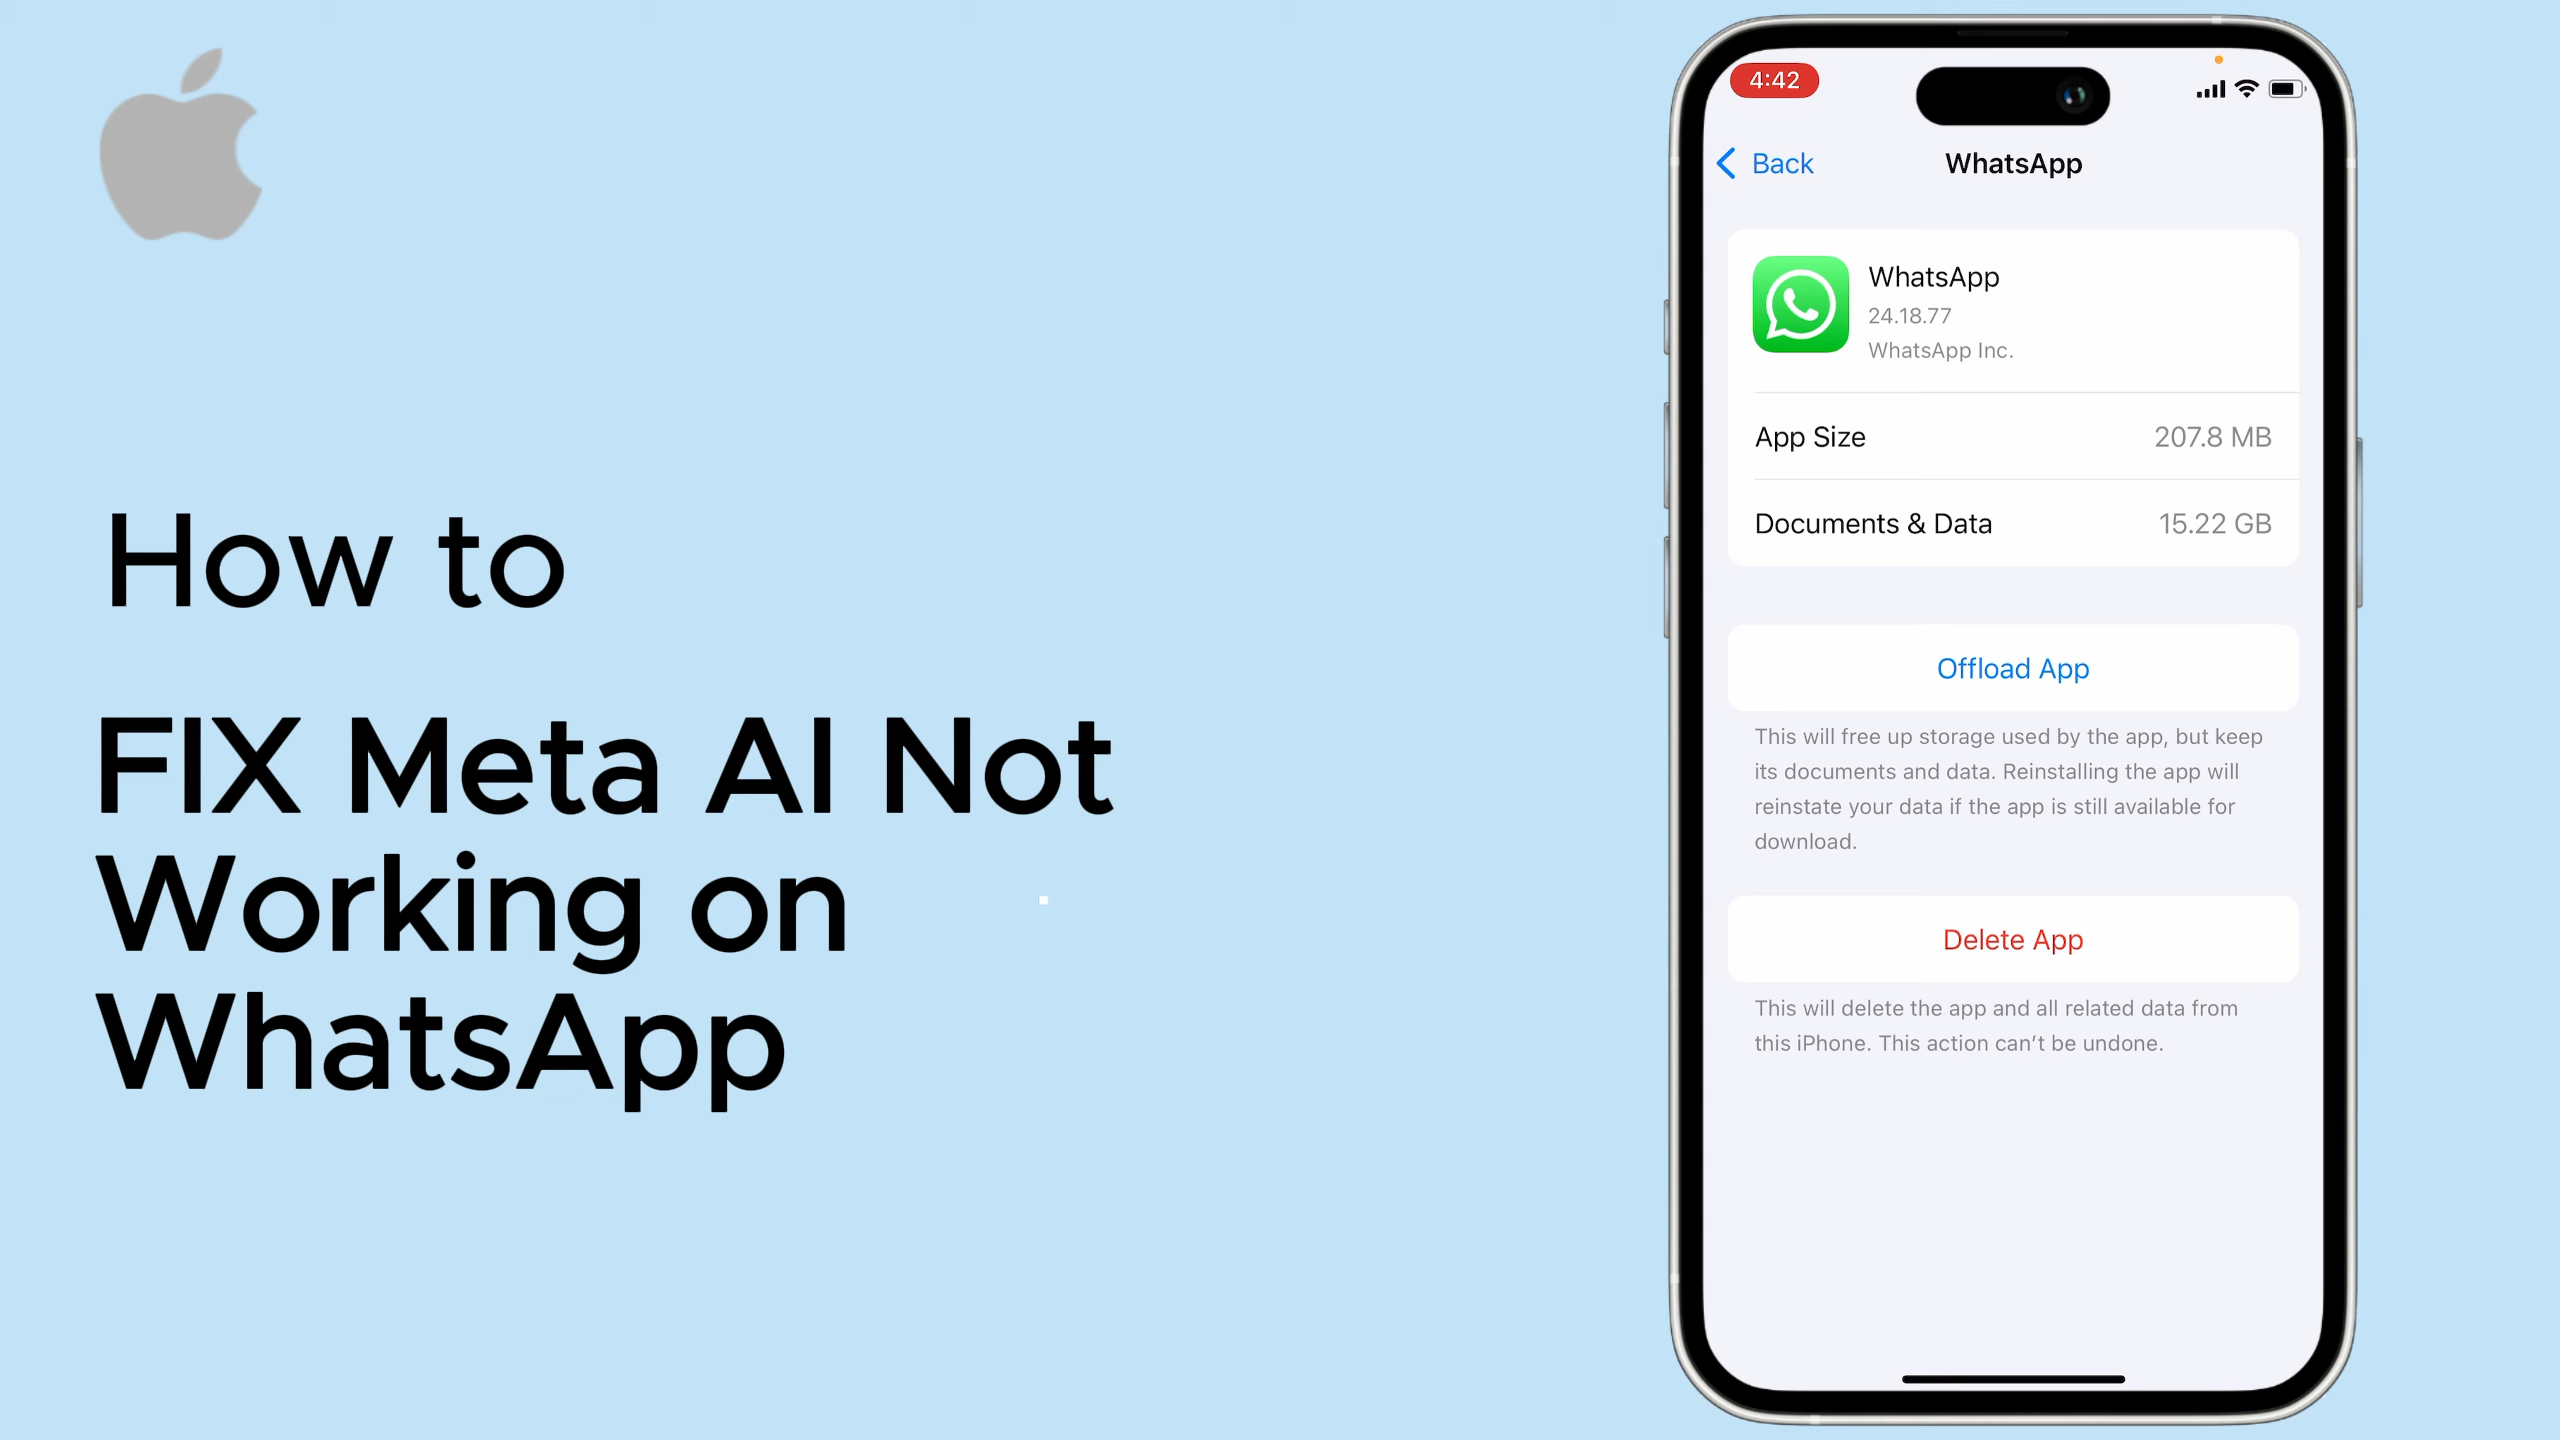 How to
FIX Meta AI Not
Working on
WhatsApp
4:42
Back
WhatsApp
WhatsApp
24.18.77
WhatsApp Inc.
App Size
207.8 MB
Documents & Data
15.22 GB
Offload App
This will free up storage used by the app, but keep
its documents and data. Reinstalling the app will
reinstate your data if the app is still available for
download.
Delete App
This will delete the app and all related data from
this iPhone. This action can’t be undone.